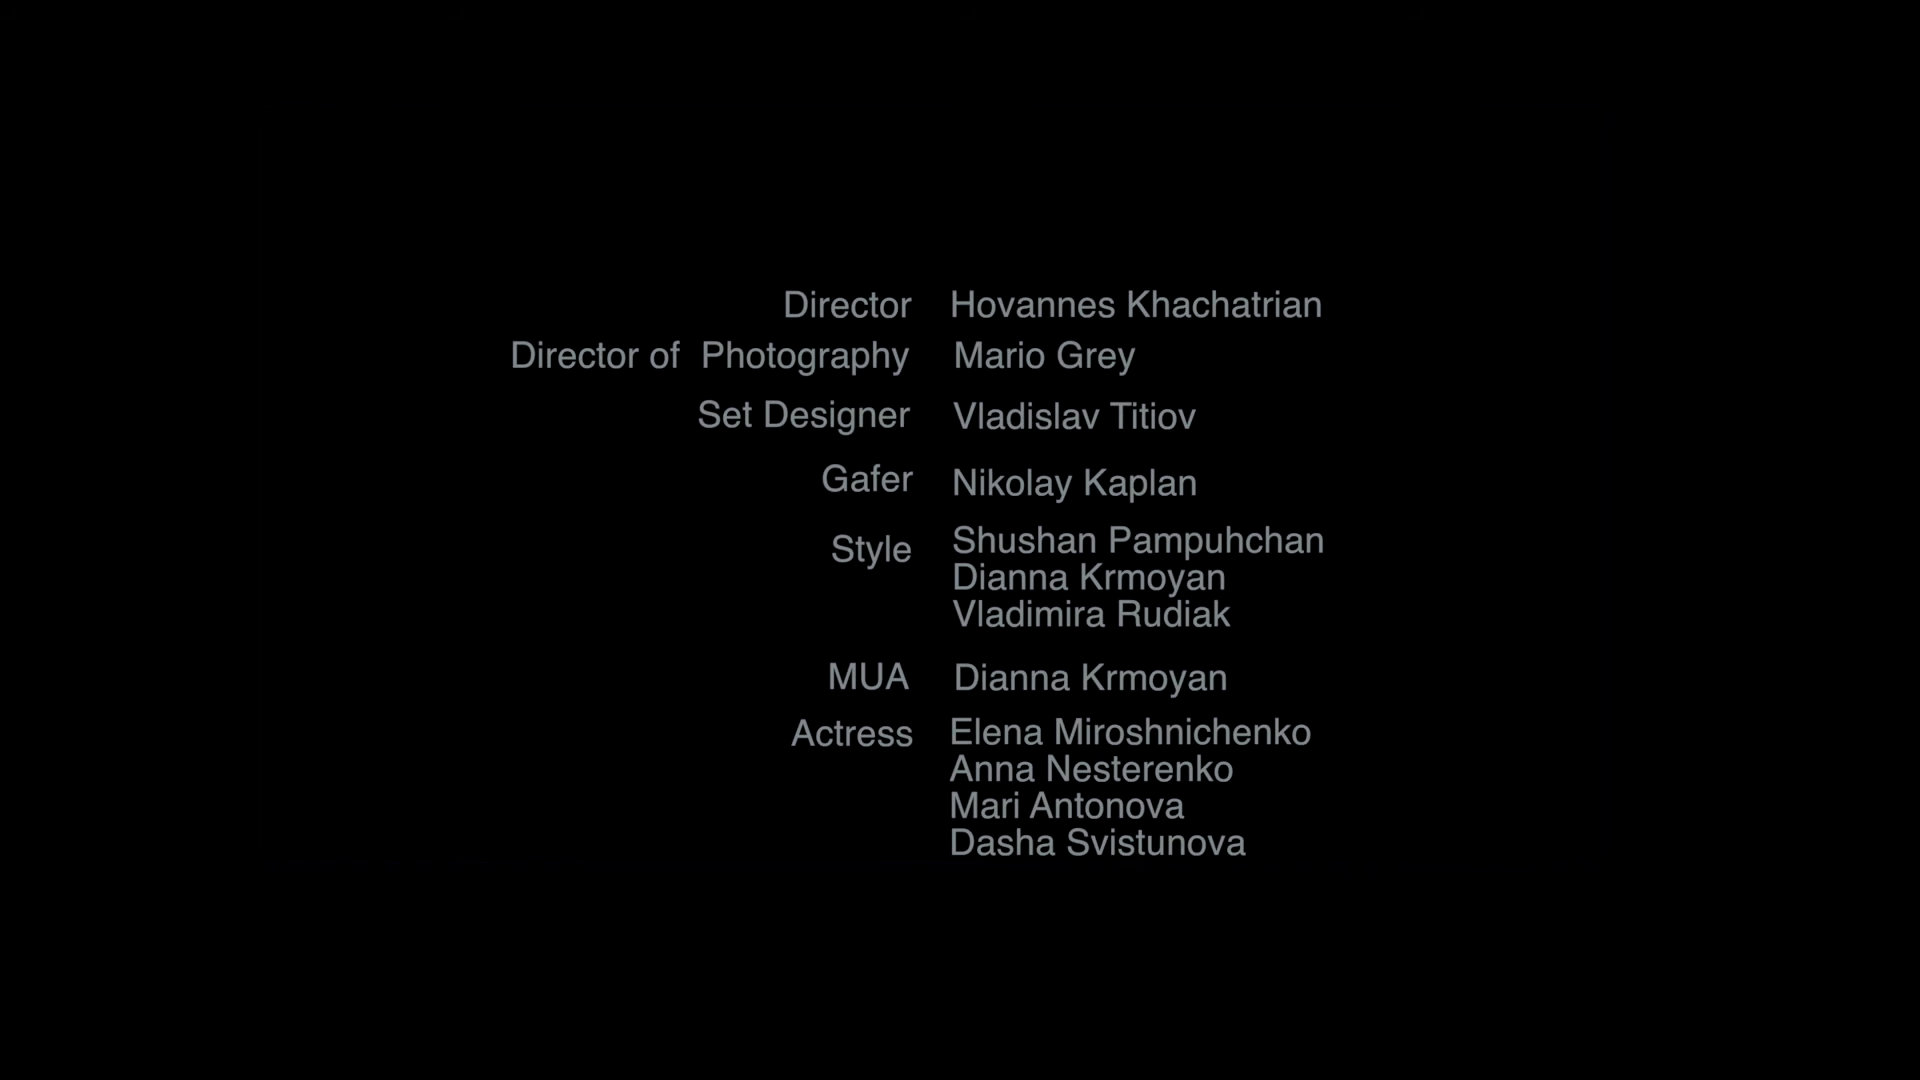 Director Hovannes Khachatrian
Director of Photography Mario Grey
Set Designer Vladislav Titiov
Gafer Nikolay Kaplan
Style Shushan Pampuhchan
Dianna Krmoyan
Vladimira Rudiak
MUA Dianna Krmoyan
Actress Elena Miroshnichenko
Anna Nesterenko
Mari Antonova
Dasha Svistunova